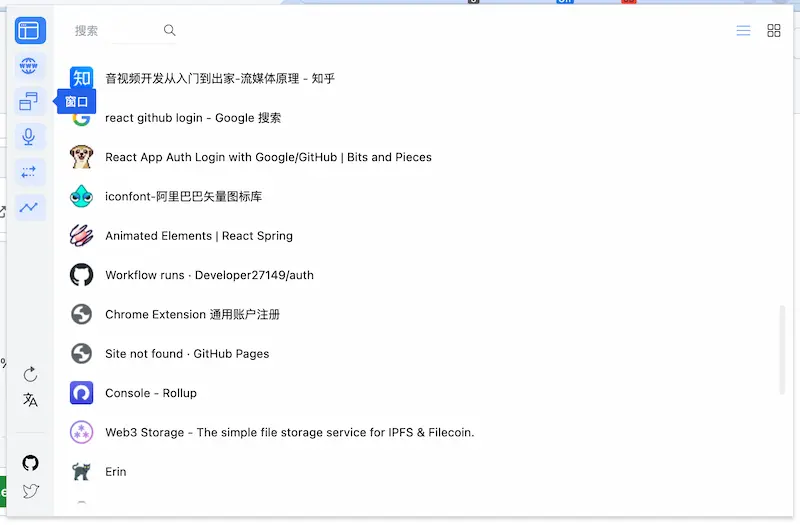 搜索
www
窗口
知
音视频开发从入门到出家-流媒体原理 - 知乎
react github login - Google 搜索
React App Auth Login with Google/GitHub | Bits and Pieces
iconfont-阿里巴巴矢量图标库
Animated Elements | React Spring
Workflow runs · Developer27149/auth
Chrome Extension 通用账户注册
Site not found · GitHub Pages
Console - Rollup
Web3 Storage - The simple file storage service for IPFS & Filecoin.
Erin